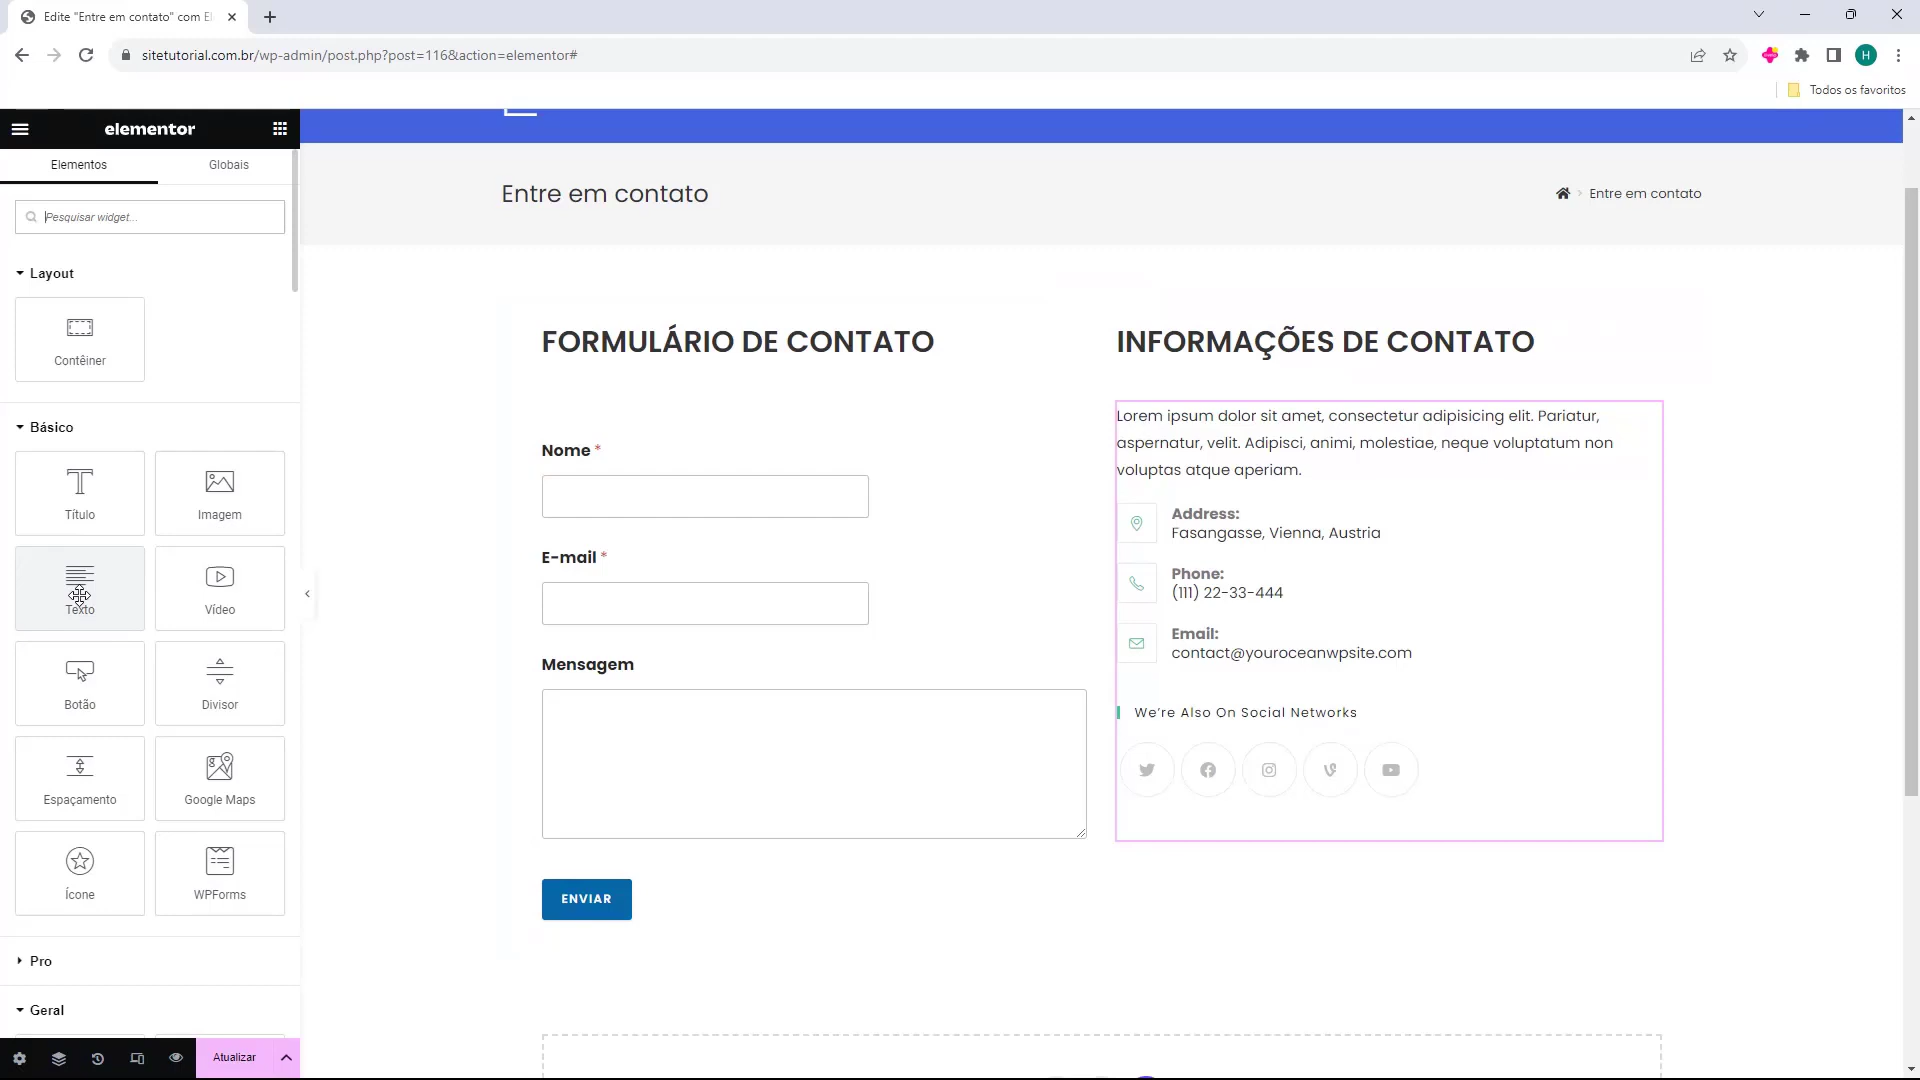 Edite "Entre em contato" com El
sitetutorial.com.br/wp-admin/post.php?post=116&action=elementor#
H
Todos os favoritos
elementor
Elementos
Globais
Pesquisar widget...
Layout
Contêiner
Básico
Título
Imagem
Texto
Vídeo
Botão
Divisor
Espaçamento
Google Maps
Ícone
WPForms
Pro
Geral
Atualizar
Entre em contato
Entre em contato
FORMULÁRIO DE CONTATO
Nome *
E-mail *
Mensagem
ENVIAR
INFORMAÇÕES DE CONTATO
Lorem ipsum dolor sit amet, consectetur adipisicing elit. Pariatur,
aspernatur, velit. Adipisci, animi, molestiae, neque voluptatum non
voluptas atque aperiam.
Address:
Fasangasse, Vienna, Austria
Phone:
(111) 22-33-444
Email:
contact@youroceanwpsite.com
We're Also On Social Networks